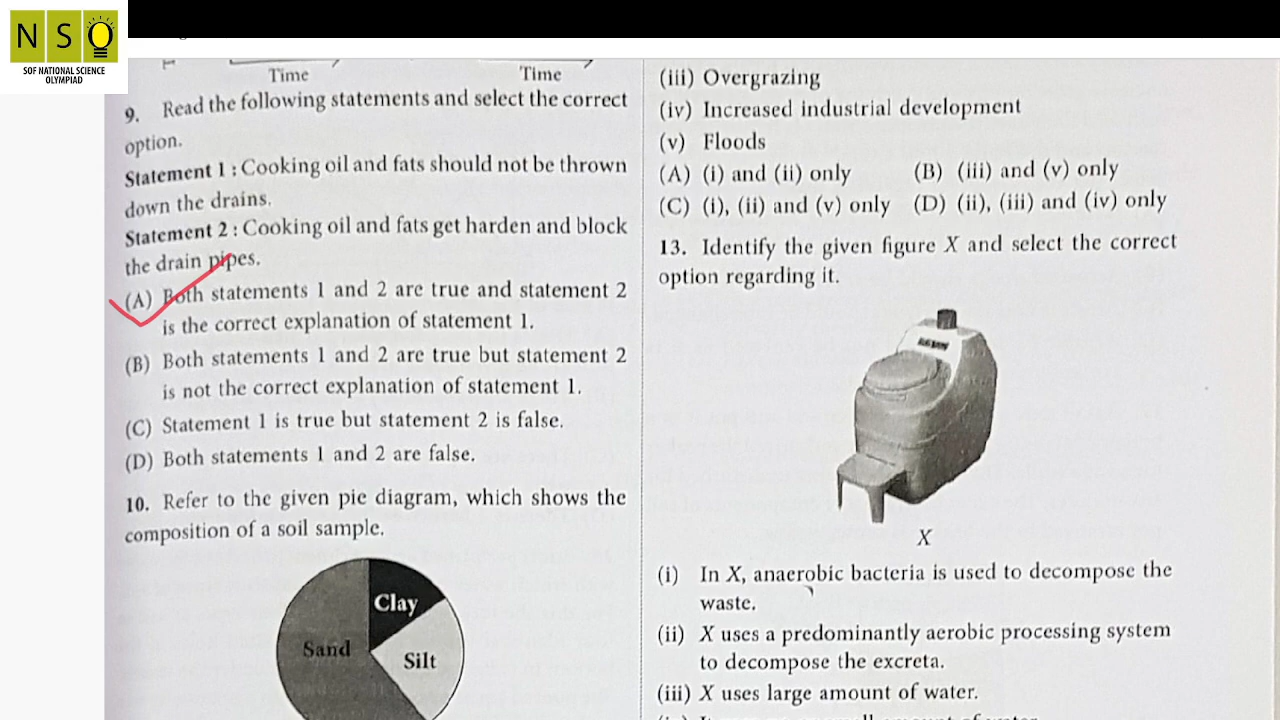 NSO
SOF NATIONAL SCIENCE
OLYMPIAD
Time
Time
9. Read the following statements and select the correct
option.
Statement 1 : Cooking oil and fats should not be thrown
down the drains.
Statement 2 : Cooking oil and fats get harden and block
the drain pipes.
(A) Both statements 1 and 2 are true and statement 2
is the correct explanation of statement 1.
(B) Both statements 1 and 2 are true but statement 2
is not the correct explanation of statement 1.
(C) Statement 1 is true but statement 2 is false.
(D) Both statements 1 and 2 are false.
10. Refer to the given pie diagram, which shows the
composition of a soil sample.
Clay
Sand
Silt
(iii) Overgrazing
(iv) Increased industrial development
(v) Floods
(A) (i) and (ii) only (B) (iii) and (v) only
(C) (i), (ii) and (v) only (D) (ii), (iii) and (iv) only
13. Identify the given figure X and select the correct
option regarding it.
X
(i) In X, anaerobic bacteria is used to decompose the
waste.
(ii) X uses a predominantly aerobic processing system
to decompose the excreta.
(iii) X uses large amount of water.